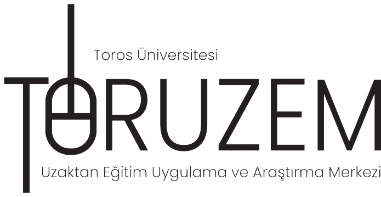 Toros Üniversitesi
TORUZEM
Uzaktan Eğitim Uygulama ve Araştırma Merkezi